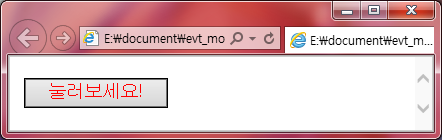 E:₩document₩evt_mo
E:₩document₩evt_m...
눌러보세요!